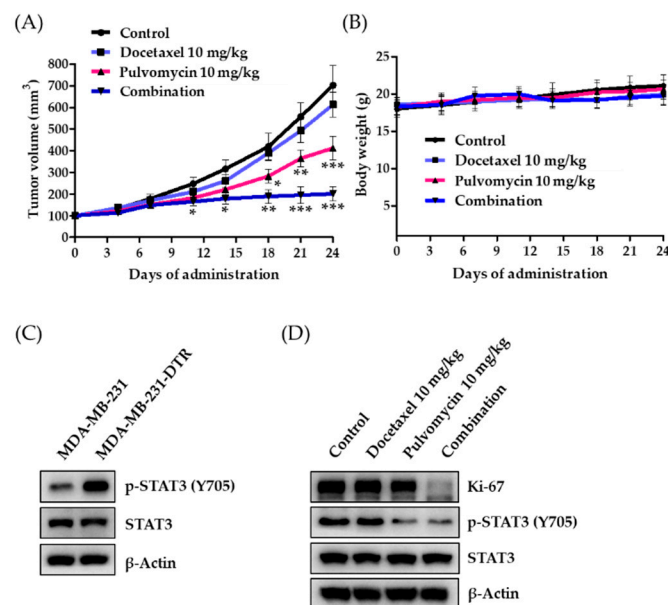 (A)
Control
Docetaxel 10 mg/kg
Pulvomycin 10 mg/kg
Combination
Tumor volume (mm³)
800
700
600
500
400
300
200
100
0 3 6 9 12 15 18 21 24
* * ** *** ***
* ** ***
Days of administration
(B)
Body weight (g)
25
20
15
10
5
Control
Docetaxel 10 mg/kg
Pulvomycin 10 mg/kg
Combination
0 3 6 9 12 15 18 21 24
Days of administration
(C)
MDA-MB-231
MDA-MB-231-DTR
p-STAT3 (Y705)
STAT3
β-Actin
(D)
Control
Docetaxel 10 mg/kg
Pulvomycin 10 mg/kg
Combination
Ki-67
p-STAT3 (Y705)
STAT3
β-Actin